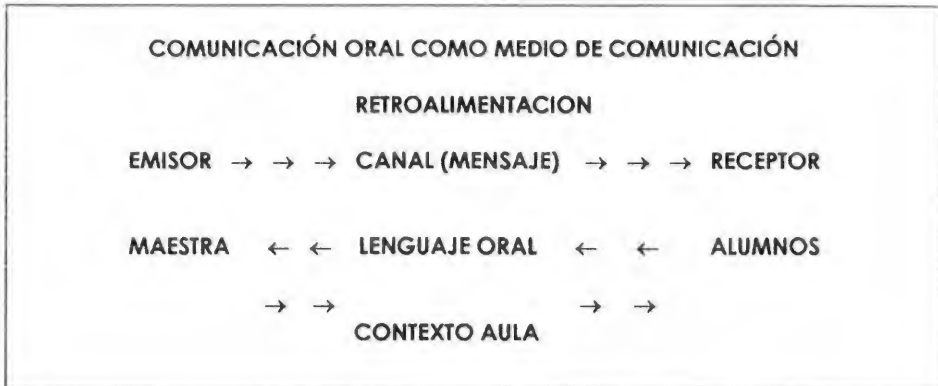 COMUNICACIÓN ORAL COMO MEDIO DE COMUNICACIÓN
RETROALIMENTACION
EMISOR → → → CANAL (MENSAJE) → → → RECEPTOR
MAESTRA ← ← LENGUAJE ORAL ← ← ALUMNOS
→ → → →
CONTEXTO AULA